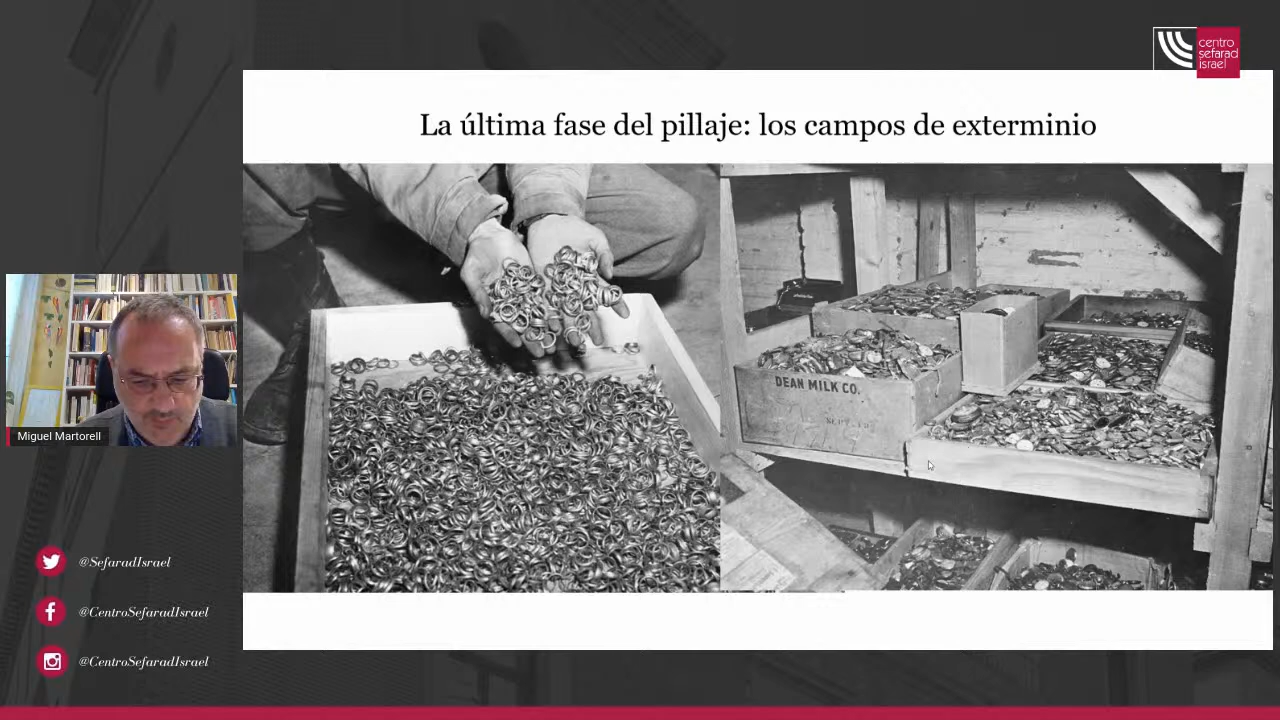 centro
sefarad
israel
La última fase del pillaje: los campos de exterminio
DEAN MILK CO.
Miguel Martorell
@SefaradIsrael
@CentroSefaradIsrael
@CentroSefaradIsrael